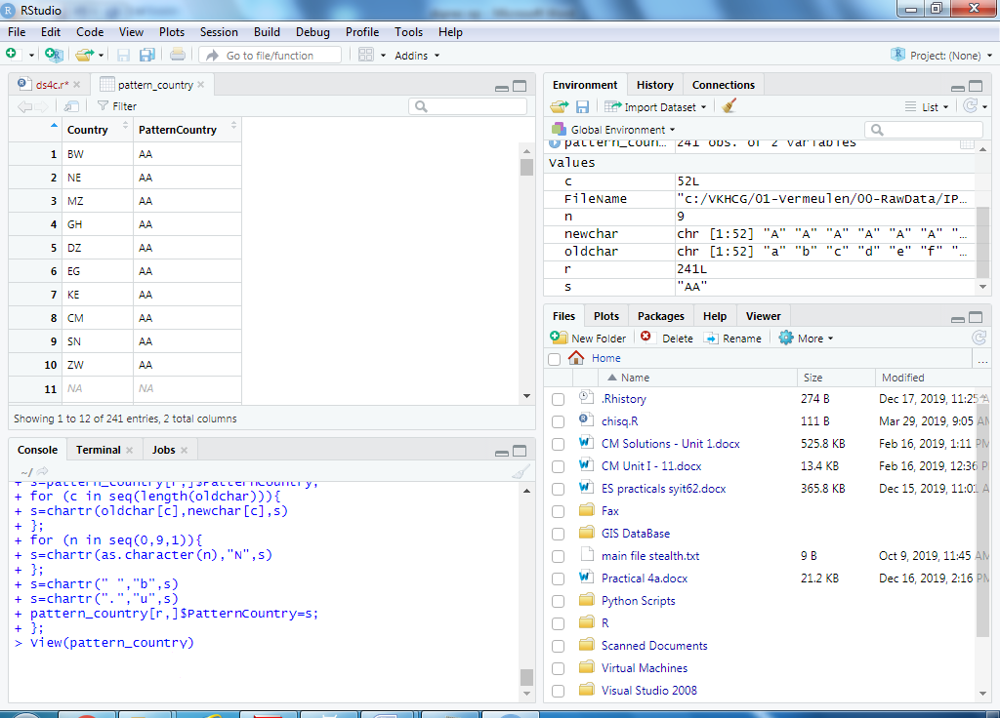 RStudio
File Edit Code View Plots Session Build Debug Profile Tools Help
Go to file/function Addins Project: (None)
ds4c.r* pattern_country
Filter
Country PatternCountry
1 BW AA
2 NE AA
3 MZ AA
4 GH AA
5 DZ AA
6 EG AA
7 KE AA
8 CM AA
9 SN AA
10 ZW AA
11 NA NA
Showing 1 to 12 of 241 entries, 2 total columns
Console Terminal Jobs
~/
+ s=pattern_country[r,]$PatternCountry;
+ for (c in seq(length(oldchar))){
+ s=chartr(oldchar[c],newchar[c],s)
+ };
+ for (n in seq(0,9,1)){
+ s=chartr(as.character(n),"N",s)
+ };
+ s=chartr(" ","b",s)
+ s=chartr(".","u",s)
+ pattern_country[r,]$PatternCountry=s;
+ };
> View(pattern_country)
Environment History Connections
Import Dataset List
Global Environment
pattern_coun… 241 obs. of 2 variables
Values
c 52L
FileName "c:/VKHCG/01-Vermeulen/00-RawData/IP…
n 9
newchar chr [1:52] "A" "A" "A" "A" "A" "A" "…
oldchar chr [1:52] "a" "b" "c" "d" "e" "f" "…
r 241L
s "AA"
Files Plots Packages Help Viewer
New Folder Delete Rename More
Home ...
Name Size Modified
.Rhistory 274 B Dec 17, 2019, 11:25 A
chisq.R 111 B Mar 29, 2019, 9:05 AM
CM Solutions - Unit 1.docx 525.8 KB Feb 16, 2019, 1:11 PM
CM Unit I - 11.docx 13.4 KB Feb 16, 2019, 12:36 P
ES practicals syit62.docx 365.8 KB Dec 15, 2019, 11:01 A
Fax
GIS DataBase
main file stealth.txt 9 B Oct 9, 2019, 11:45 AM
Practical 4a.docx 21.2 KB Dec 16, 2019, 2:16 PM
Python Scripts
R
Scanned Documents
Virtual Machines
Visual Studio 2008